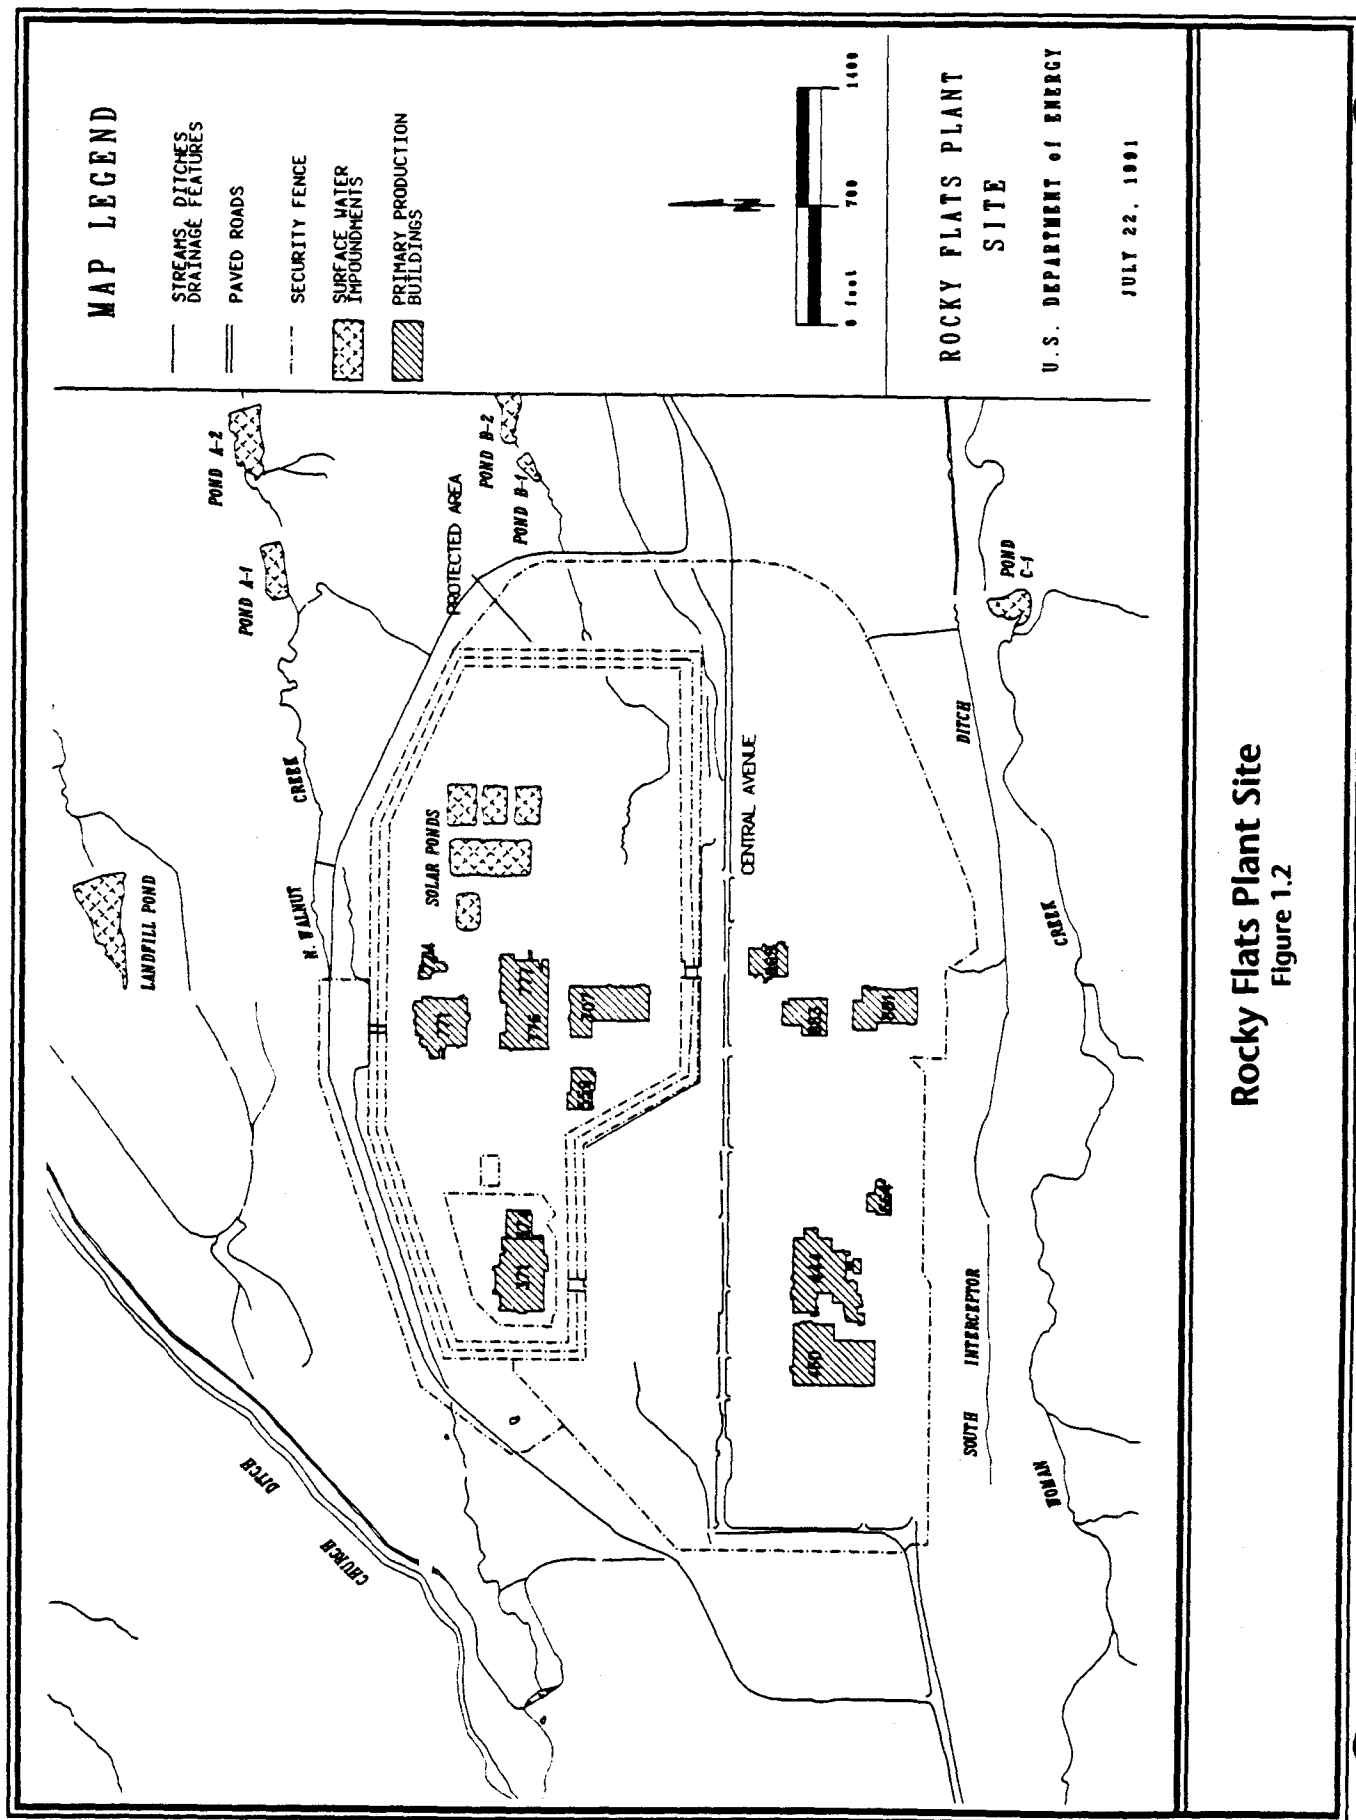 MAP LEGEND
STREAMS, DITCHES
DRAINAGE FEATURES
PAVED ROADS
SECURITY FENCE
SURFACE WATER
IMPOUNDMENTS
PRIMARY PRODUCTION
BUILDINGS
N
0 feet 700 1400
ROCKY FLATS PLANT
SITE
U.S. DEPARTMENT of ENERGY
JULY 22, 1991
POND A-2
POND A-1
POND B-2
POND B-1
PROTECTED AREA
POND
C-1
LANDFILL POND
N. WALNUT CREEK
SOLAR PONDS
CENTRAL AVENUE
771
776
777
707
559
371
883
881
444
460
SOUTH INTERCEPTOR DITCH
WOMAN CREEK
CHURCH DITCH
Rocky Flats Plant Site
Figure 1.2